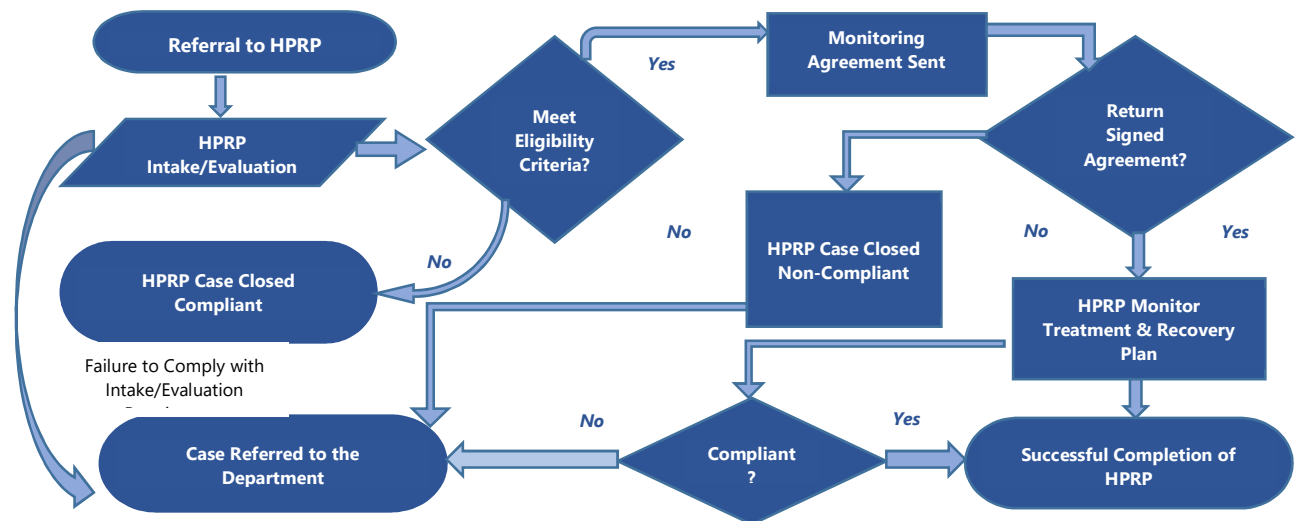 Referral to HPRP
HPRP
Intake/Evaluation
Meet
Eligibility
Criteria?
Yes
Monitoring
Agreement Sent
Return
Signed
Agreement?
No
HPRP Case Closed
Compliant
No
HPRP Case Closed
Non-Compliant
No
Yes
HPRP Monitor
Treatment & Recovery
Plan
Failure to Comply with
Intake/Evaluation
Case Referred to the
Department
No
Compliant
?
Yes
Successful Completion of
HPRP